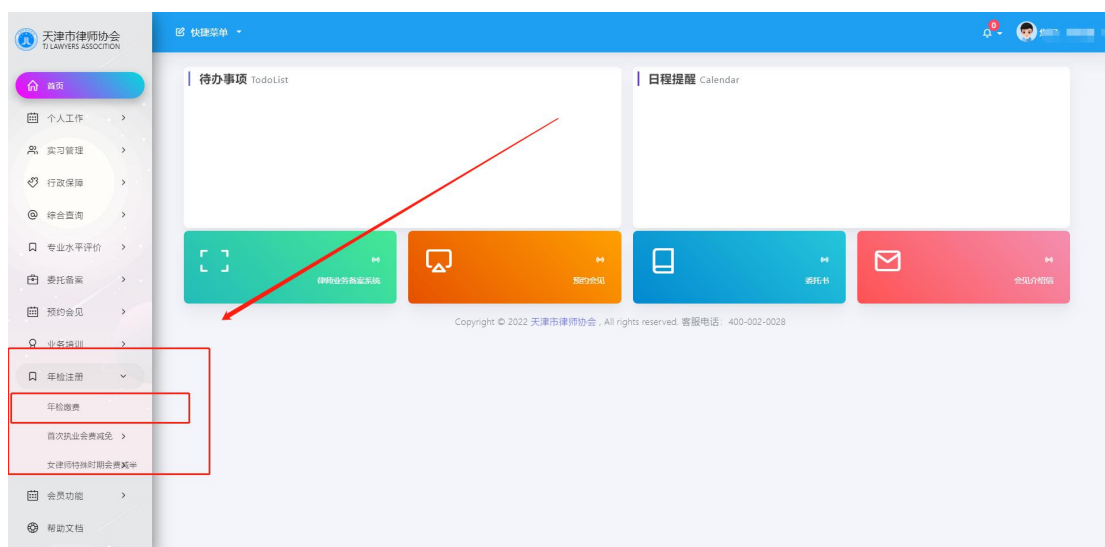 天津市律师协会
TJ LAWYERS ASSOCITION
快捷菜单
0
首页
个人工作
实习管理
行政保障
综合查询
专业水平评价
委托备案
预约会见
业务培训
年检注册
年检缴费
首次执业会费减免
女律师特殊时期会费减半
会员功能
帮助文档
待办事项 TodoList
日程提醒 Calendar
律师业务备案系统
预约会见
委托书
会见介绍信
Copyright © 2022 天津市律师协会 , All rights reserved. 客服电话: 400-002-0028